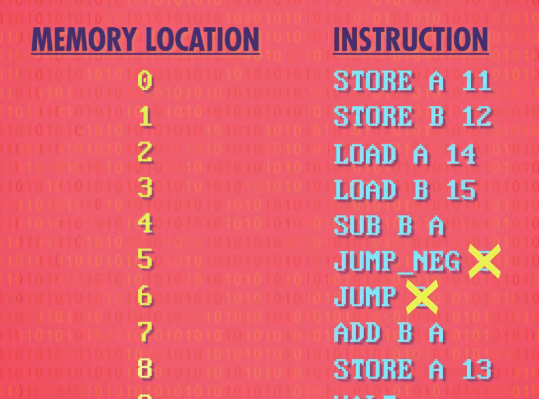 MEMORY LOCATION INSTRUCTION
0 STORE A 11
1 STORE B 12
2 LOAD A 14
3 LOAD B 15
4 SUB B A
5 JUMP_NEG
6 JUMP
7 ADD B A
8 STORE A 13